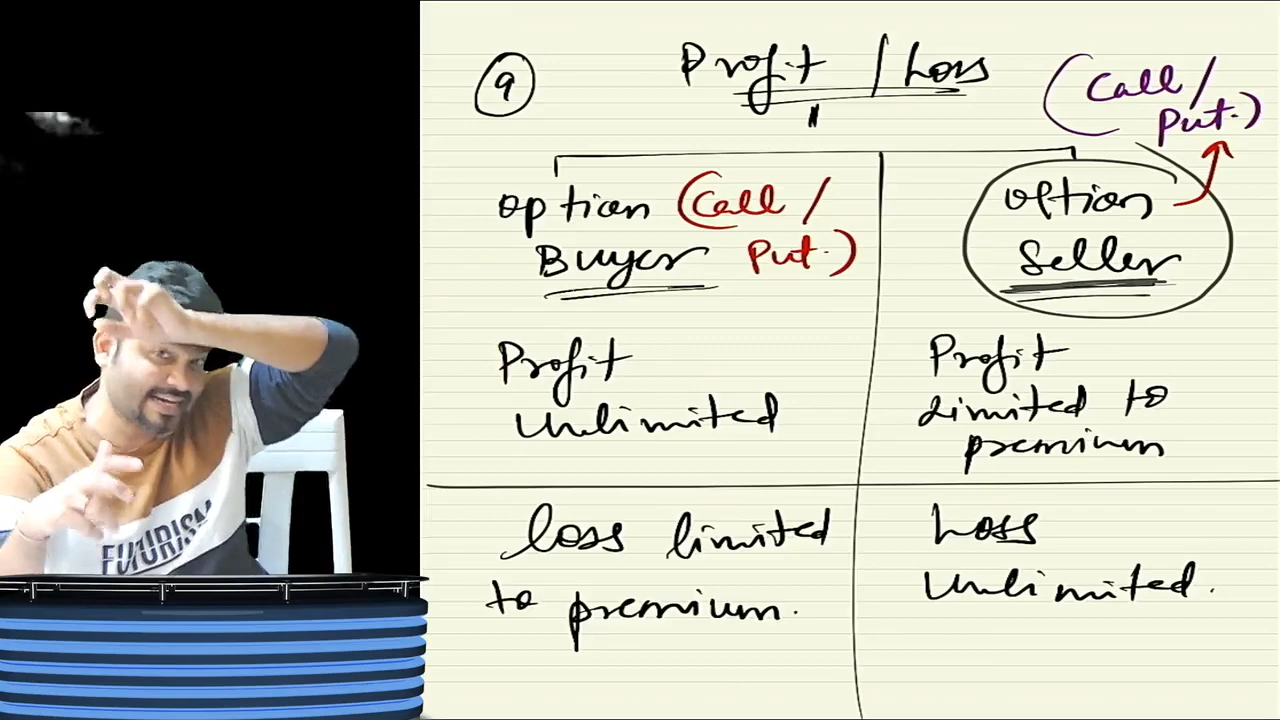 9
Profit / Loss
(Call /
Put.)
option (Call /
Buyer Put.)
option
Seller
Profit
Unlimited
Profit
Limited to
premium
loss limited
to premium.
Loss
Unlimited.
FUTURISM